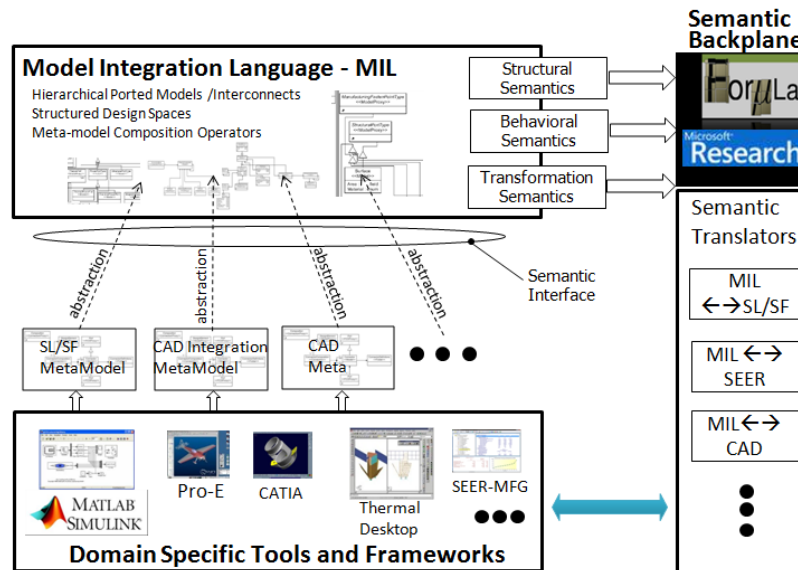 Semantic
Backplane
Model Integration Language - MIL
Hierarchical Ported Models /Interconnects
Structured Design Spaces
Meta-model Composition Operators
Structural
Semantics
Behavioral
Semantics
Transformation
Semantics
Microsoft
Research
Semantic
Translators
MIL
←→SL/SF
MIL ←→
SEER
MIL←→
CAD
abstraction
abstraction
abstraction
abstraction
Semantic
Interface
SL/SF
MetaModel
CAD Integration
MetaModel
CAD
Meta
MATLAB
SIMULINK
Pro-E
CATIA
Thermal
Desktop
SEER-MFG
Domain Specific Tools and Frameworks